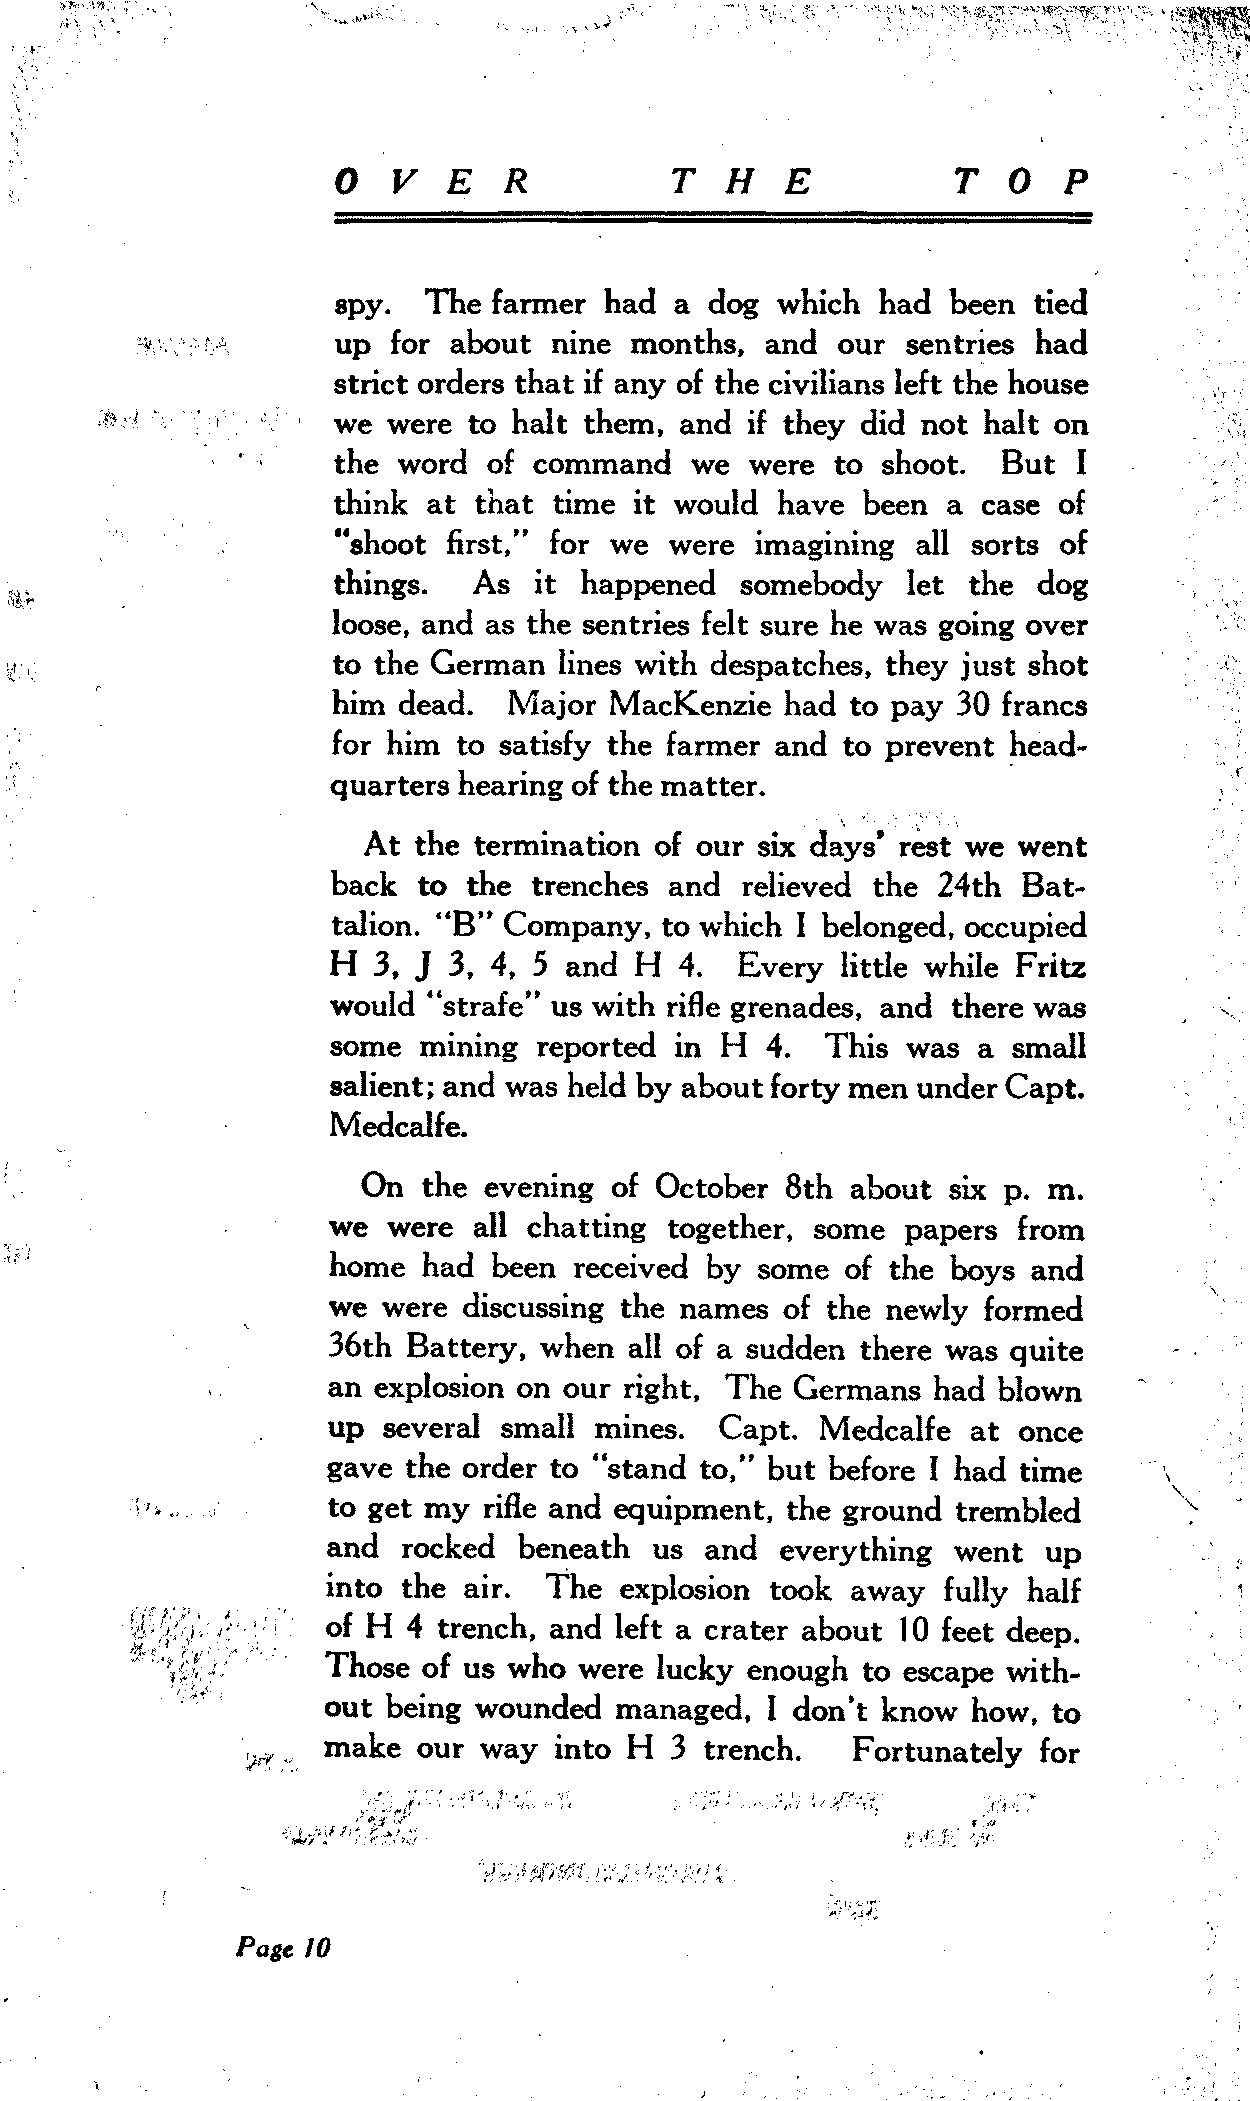 OVER THE TOP
spy. The farmer had a dog which had been tied
up for about nine months, and our sentries had
strict orders that if any of the civilians left the house
we were to halt them, and if they did not halt on
the word of command we were to shoot. But I
think at that time it would have been a case of
"shoot first," for we were imagining all sorts of
things. As it happened somebody let the dog
loose, and as the sentries felt sure he was going over
to the German lines with despatches, they just shot
him dead. Major MacKenzie had to pay 30 francs
for him to satisfy the farmer and to prevent head-
quarters hearing of the matter.
At the termination of our six days' rest we went
back to the trenches and relieved the 24th Bat-
talion. "B" Company, to which I belonged, occupied
H 3, J 3, 4, 5 and H 4. Every little while Fritz
would "strafe" us with rifle grenades, and there was
some mining reported in H 4. This was a small
salient; and was held by about forty men under Capt.
Medcalfe.
On the evening of October 8th about six p. m.
we were all chatting together, some papers from
home had been received by some of the boys and
we were discussing the names of the newly formed
36th Battery, when all of a sudden there was quite
an explosion on our right, The Germans had blown
up several small mines. Capt. Medcalfe at once
gave the order to "stand to," but before I had time
to get my rifle and equipment, the ground trembled
and rocked beneath us and everything went up
into the air. The explosion took away fully half
of H 4 trench, and left a crater about 10 feet deep.
Those of us who were lucky enough to escape with-
out being wounded managed, I don't know how, to
make our way into H 3 trench. Fortunately for
Page 10